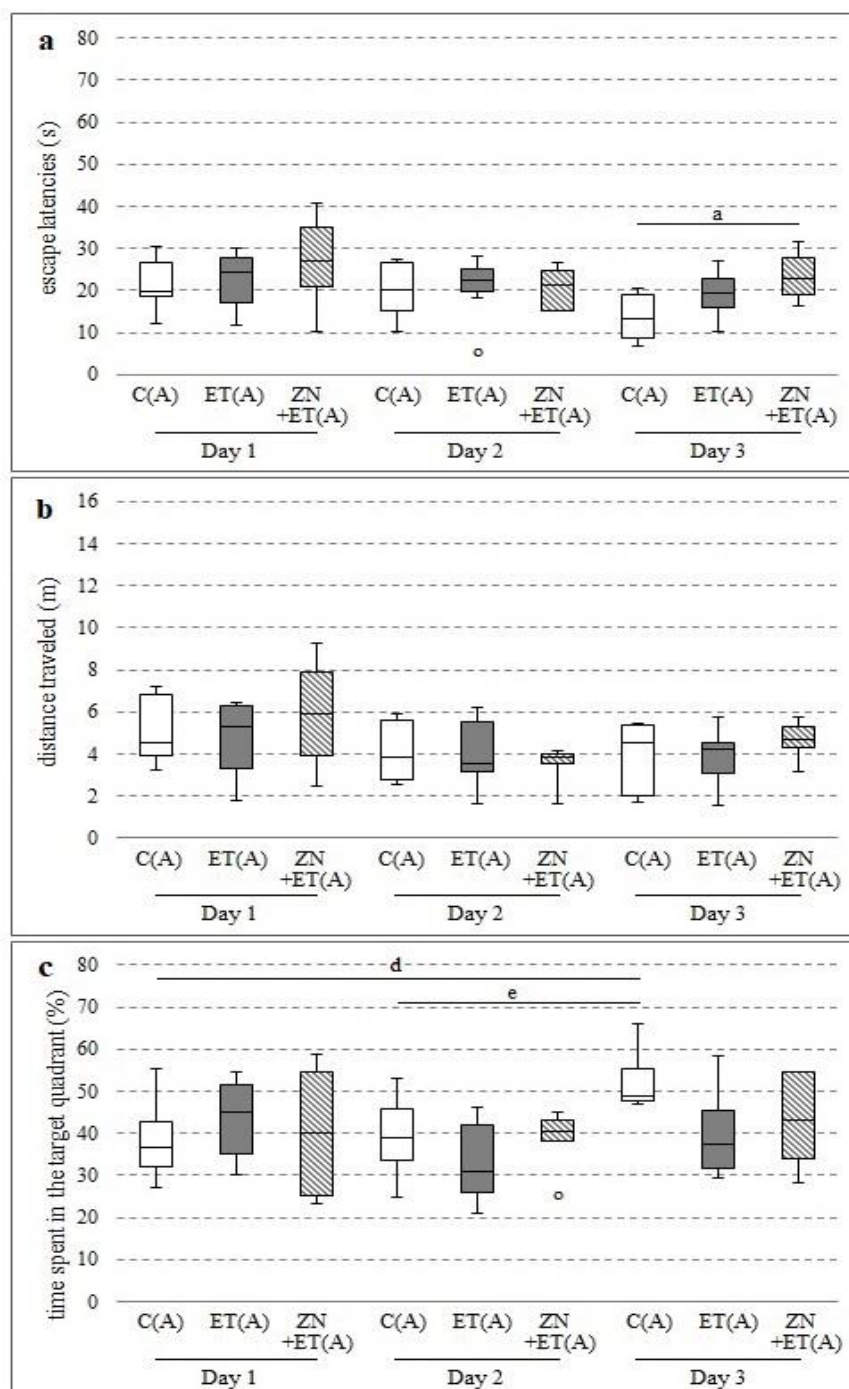 a
escape latencies (s)
80
70
60
50
40
30
20
10
0
a
C(A) ET(A) ZN +ET(A) C(A) ET(A) ZN +ET(A) C(A) ET(A) ZN +ET(A)
Day 1 Day 2 Day 3
b
distance traveled (m)
16
14
12
10
8
6
4
2
0
C(A) ET(A) ZN +ET(A) C(A) ET(A) ZN +ET(A) C(A) ET(A) ZN +ET(A)
Day 1 Day 2 Day 3
c
time spent in the target quadrant (%)
80
70
60
50
40
30
20
10
0
d
e
C(A) ET(A) ZN +ET(A) C(A) ET(A) ZN +ET(A) C(A) ET(A) ZN +ET(A)
Day 1 Day 2 Day 3